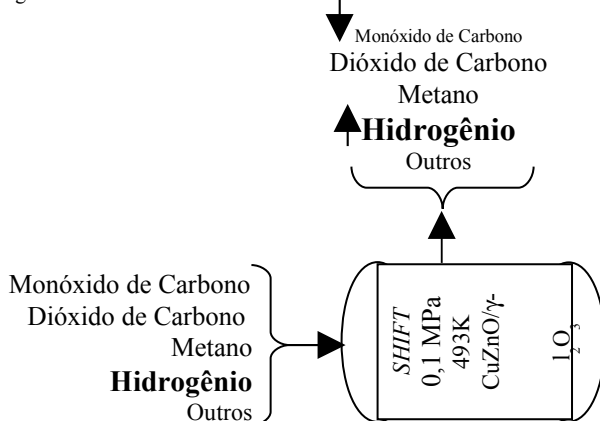 Monóxido de Carbono
Dióxido de Carbono
Metano
Hidrogênio
Outros
Monóxido de Carbono
Dióxido de Carbono
Metano
Hidrogênio
Outros
SHIFT
0,1 MPa
493K
CuZnO/γ-
l₂O₃